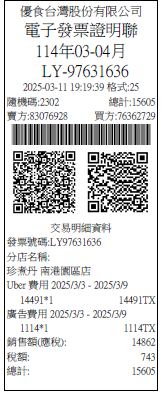 優食台灣股份有限公司
電子發票證明聯
114年03-04月
LY-97631636
2025-03-11 19:19:39 格式:25
隨機碼:2302 總計:15605
賣方:83076928 買方:76362729
交易明細資料
發票號碼:LY97631636
分店名稱:
珍煮丹 南港園區店
Uber 費用 2025/3/3 - 2025/3/9
14491*1 14491TX
廣告費用 2025/3/3 - 2025/3/9
1114*1 1114TX
銷售額(應稅): 14862
稅額: 743
總計: 15605